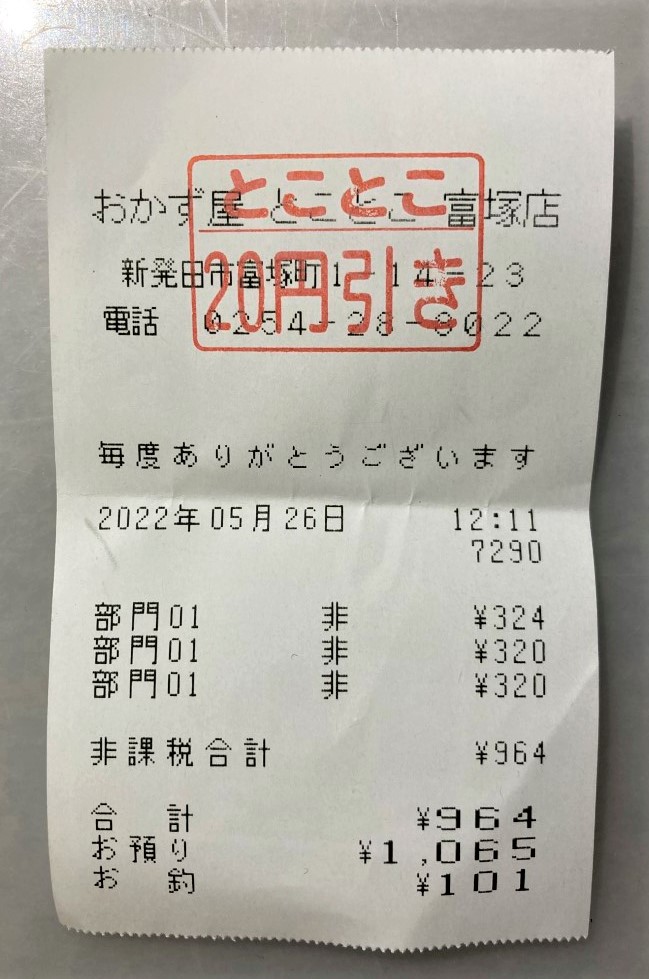 おかず屋 とことこ 富塚店
とことこ
新発田市富塚町1-14-23
20円引き
電話 0254-28-8022
毎度ありがとうございます
2022年05月26日 12:11
7290
部門01 非 ¥324
部門01 非 ¥320
部門01 非 ¥320
非課税合計 ¥964
合 計 ¥964
お預り ¥1,065
お 釣 ¥101